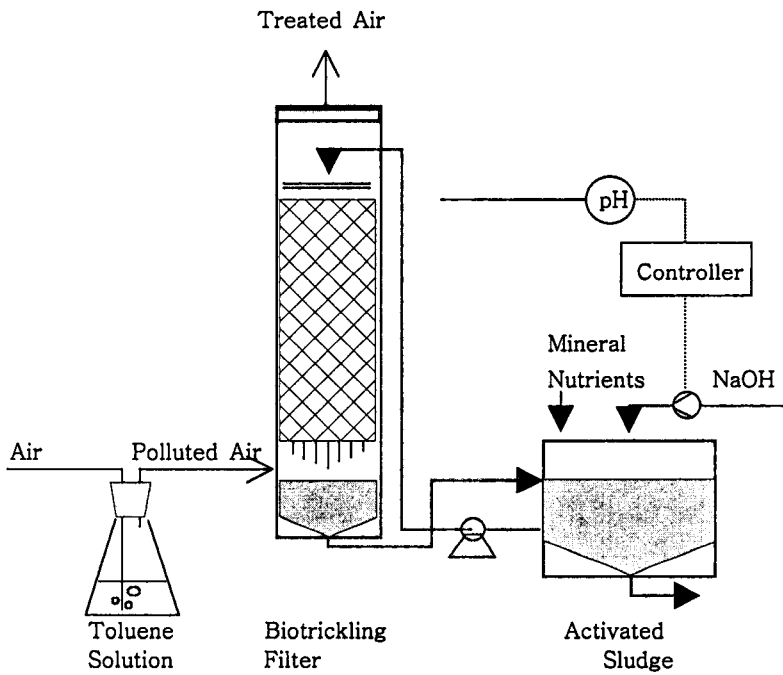 Treated Air
pH
Controller
Mineral
Nutrients
NaOH
Air
Polluted Air
Toluene
Solution
Biotrickling
Filter
Activated
Sludge